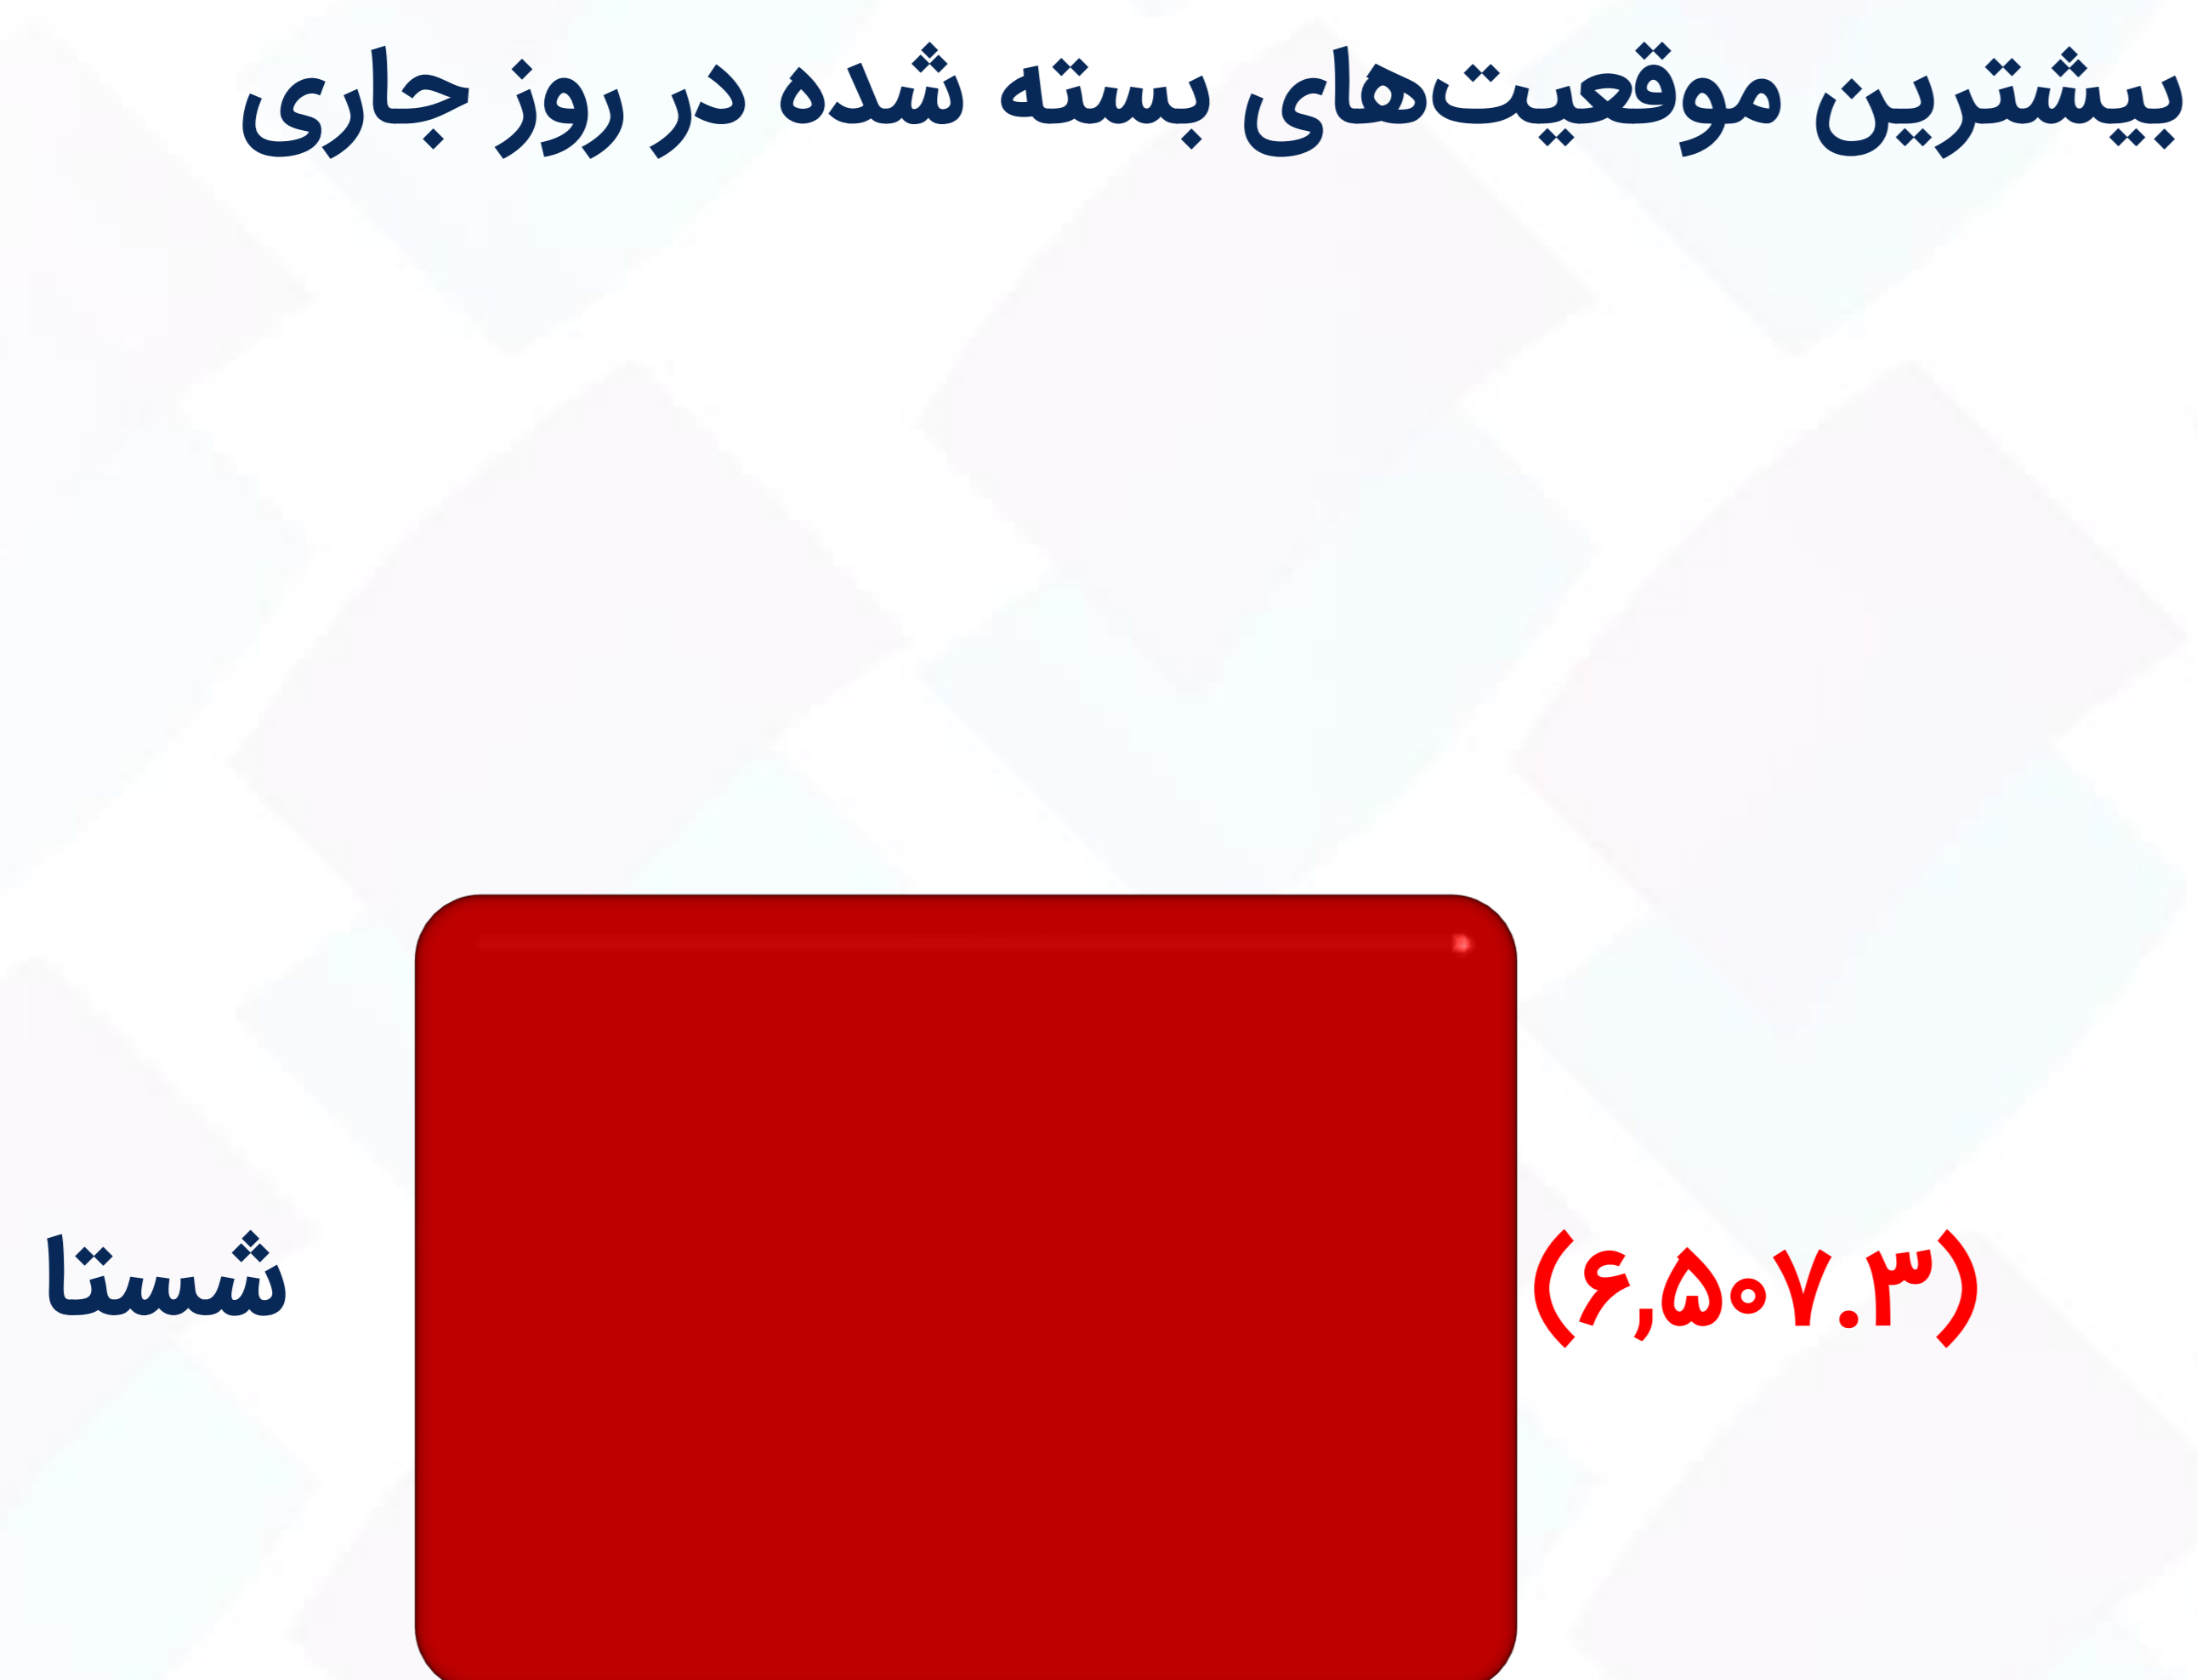 بیشترین موقعیت‌های بسته شده در روز جاری
شستا
(۶,۵۰۷.۳)